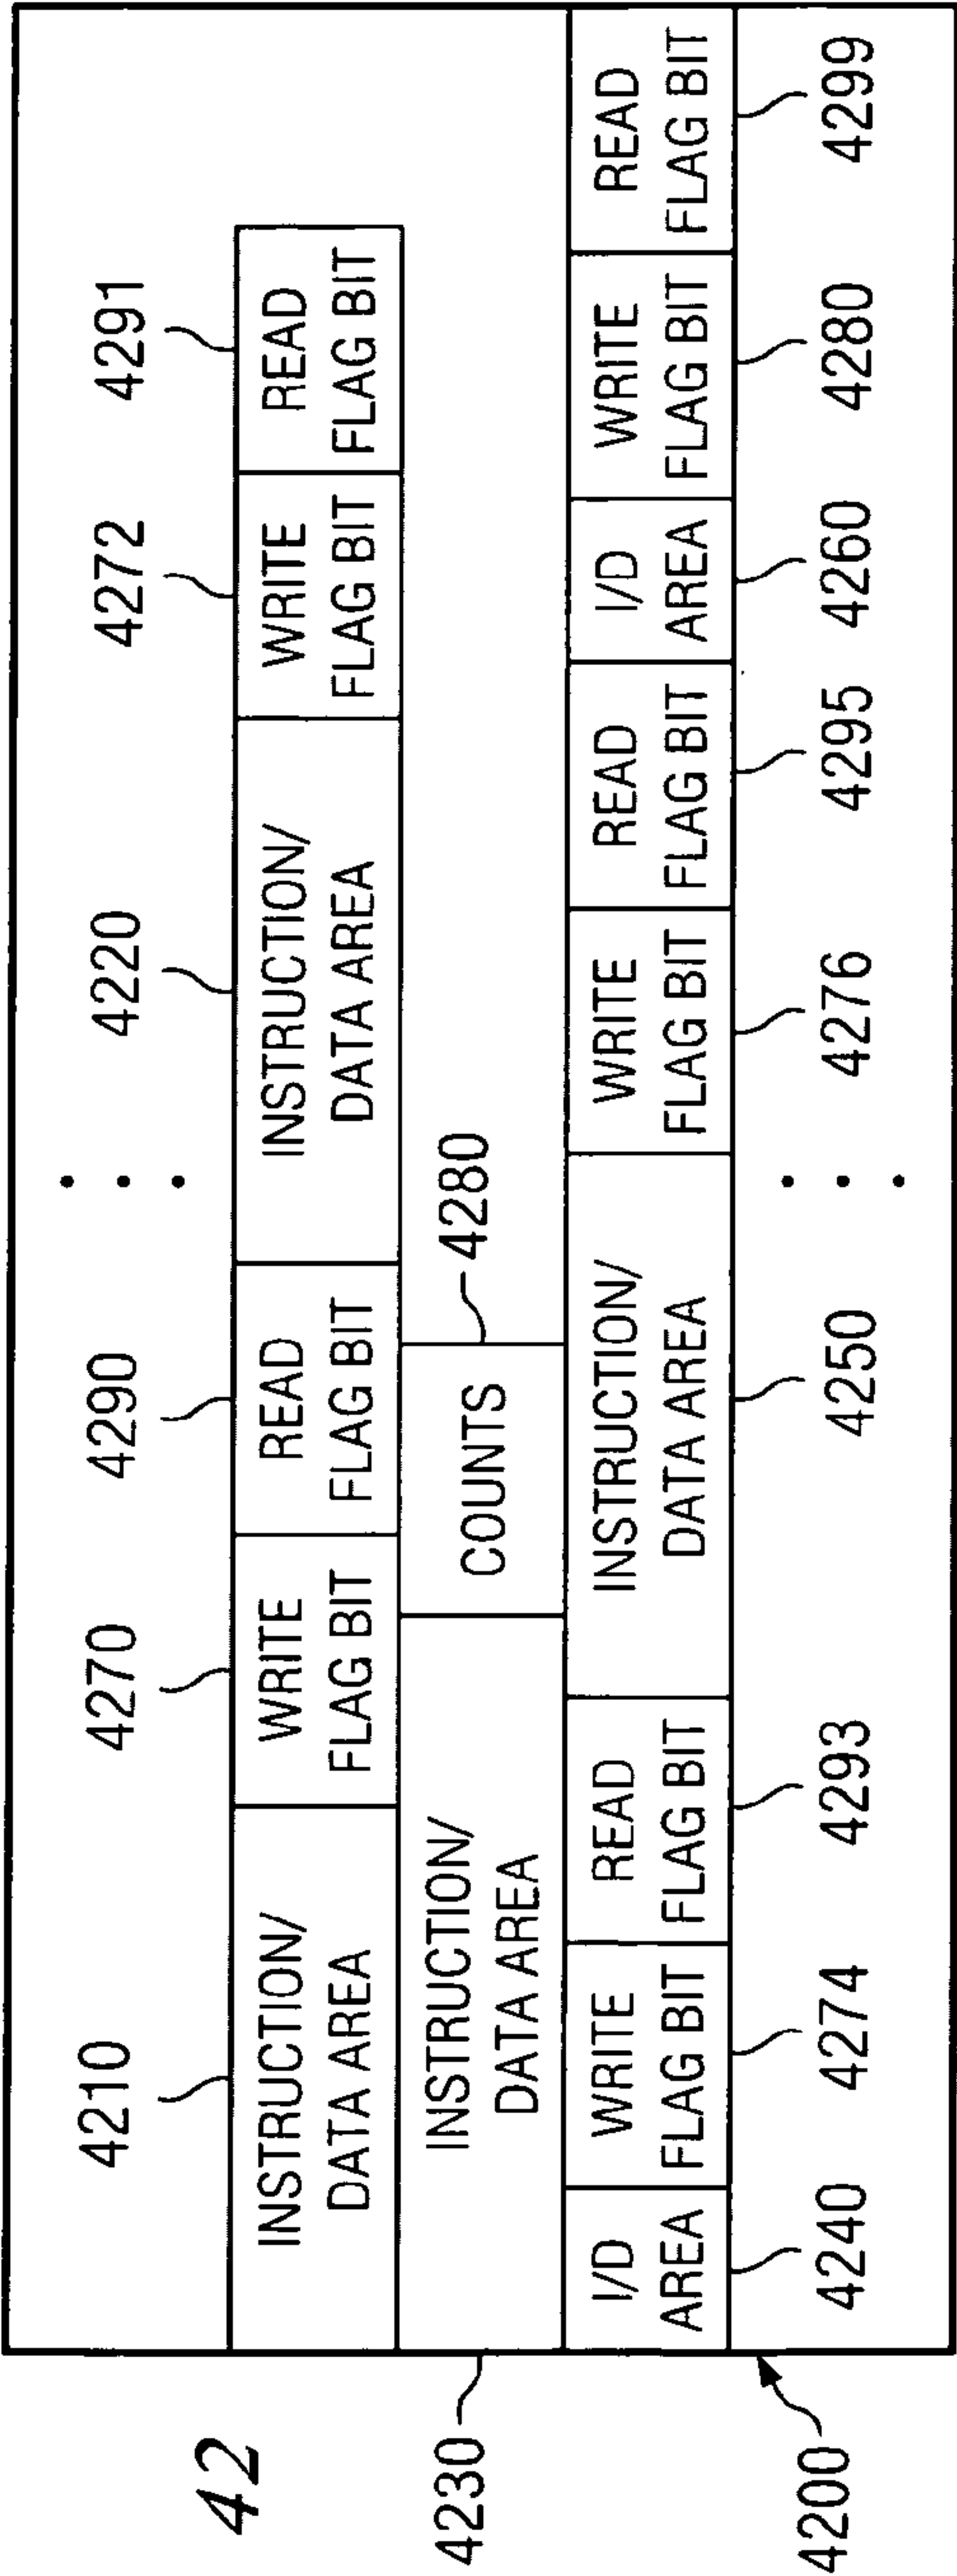 42
4210
4270
4290
4220
4272
4291
INSTRUCTION/
DATA AREA
WRITE
FLAG BIT
READ
FLAG BIT
INSTRUCTION/
DATA AREA
WRITE
FLAG BIT
READ
FLAG BIT
4230
INSTRUCTION/
DATA AREA
COUNTS
4280
I/D
AREA
WRITE
FLAG BIT
READ
FLAG BIT
INSTRUCTION/
DATA AREA
WRITE
FLAG BIT
READ
FLAG BIT
I/D
AREA
WRITE
FLAG BIT
READ
FLAG BIT
4200
4240
4274
4293
4250
4276
4295
4260
4280
4299